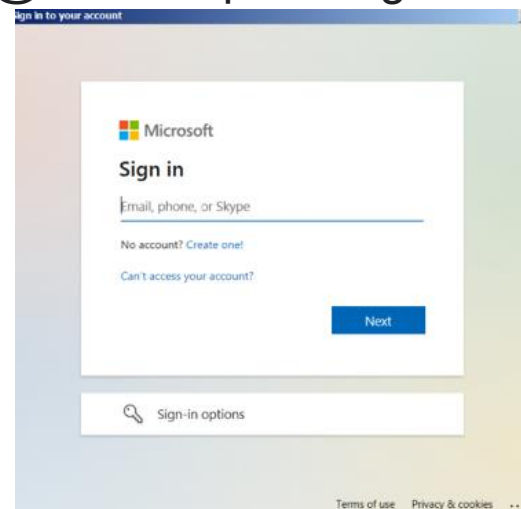 Sign in to your account
Microsoft
Sign in
Email, phone, or Skype
No account? Create one!
Can't access your account?
Next
Sign-in options
Terms of use Privacy & cookies ...